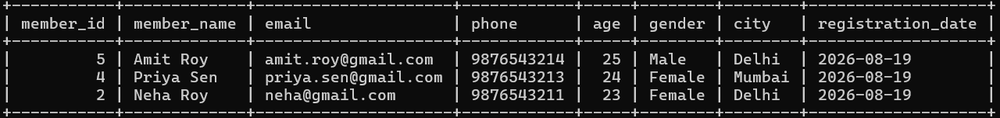 +-----------+-------------+---------------------+------------+-----+--------+--------+-------------------+
| member_id | member_name | email               | phone      | age | gender | city   | registration_date |
+-----------+-------------+---------------------+------------+-----+--------+--------+-------------------+
|         5 | Amit Roy    | amit.roy@gmail.com  | 9876543214 |  25 | Male   | Delhi  | 2026-08-19        |
|         4 | Priya Sen   | priya.sen@gmail.com | 9876543213 |  24 | Female | Mumbai | 2026-08-19        |
|         2 | Neha Roy    | neha@gmail.com      | 9876543211 |  23 | Female | Delhi  | 2026-08-19        |
+-----------+-------------+---------------------+------------+-----+--------+--------+-------------------+